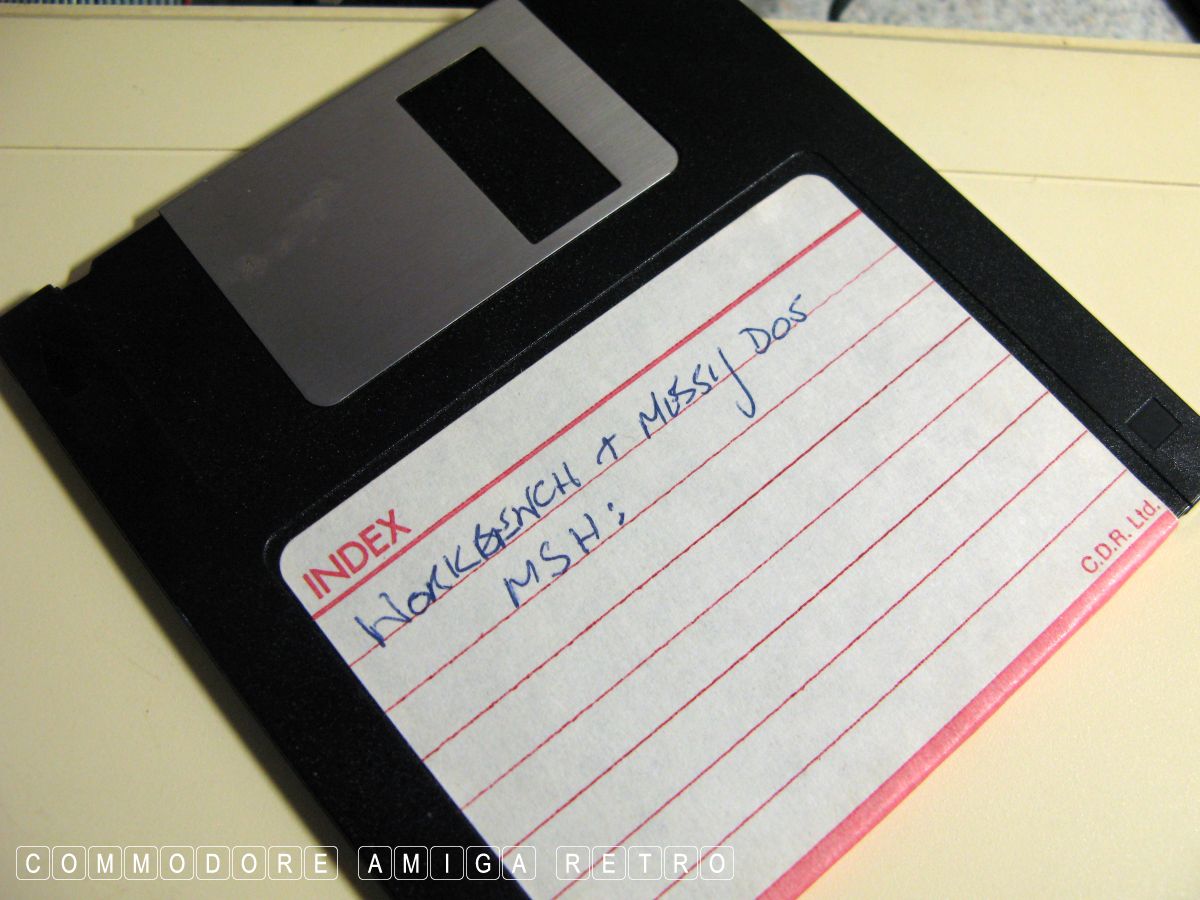 INDEX
WORKBENCH + MESSY DOS
MSH:
C.D.R. Ltd.
COMMODORE AMIGA RETRO